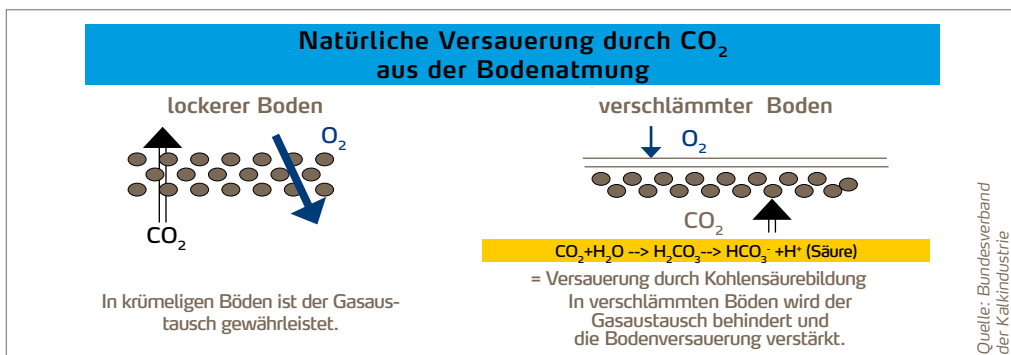 Natürliche Versauerung durch CO₂
aus der Bodenatmung
lockerer Boden
O₂
CO₂
In krümeligen Böden ist der Gasaus-
tausch gewährleistet.
verschlämmter Boden
O₂
CO₂
CO₂+H₂O --> H₂CO₃--> HCO₃⁻ +H⁺ (Säure)
= Versauerung durch Kohlensäurebildung
In verschlämmten Böden wird der
Gasaustausch behindert und
die Bodenversauerung verstärkt.
Quelle: Bundesverband
der Kalkindustrie